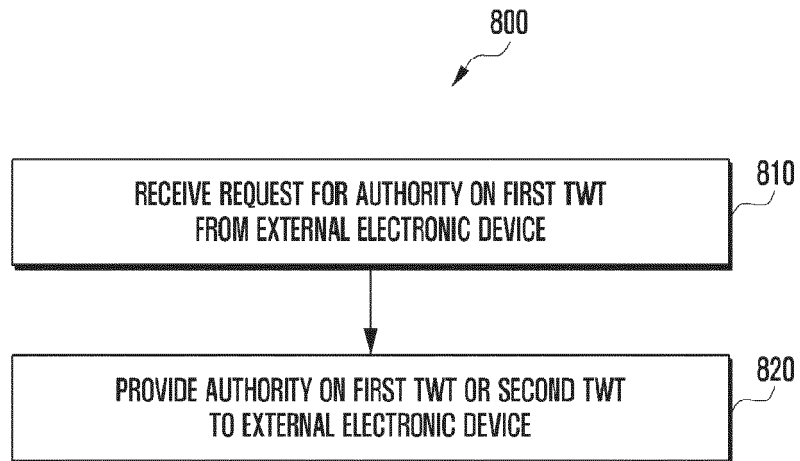 800
RECEIVE REQUEST FOR AUTHORITY ON FIRST TWT
FROM EXTERNAL ELECTRONIC DEVICE
810
PROVIDE AUTHORITY ON FIRST TWT OR SECOND TWT
TO EXTERNAL ELECTRONIC DEVICE
820